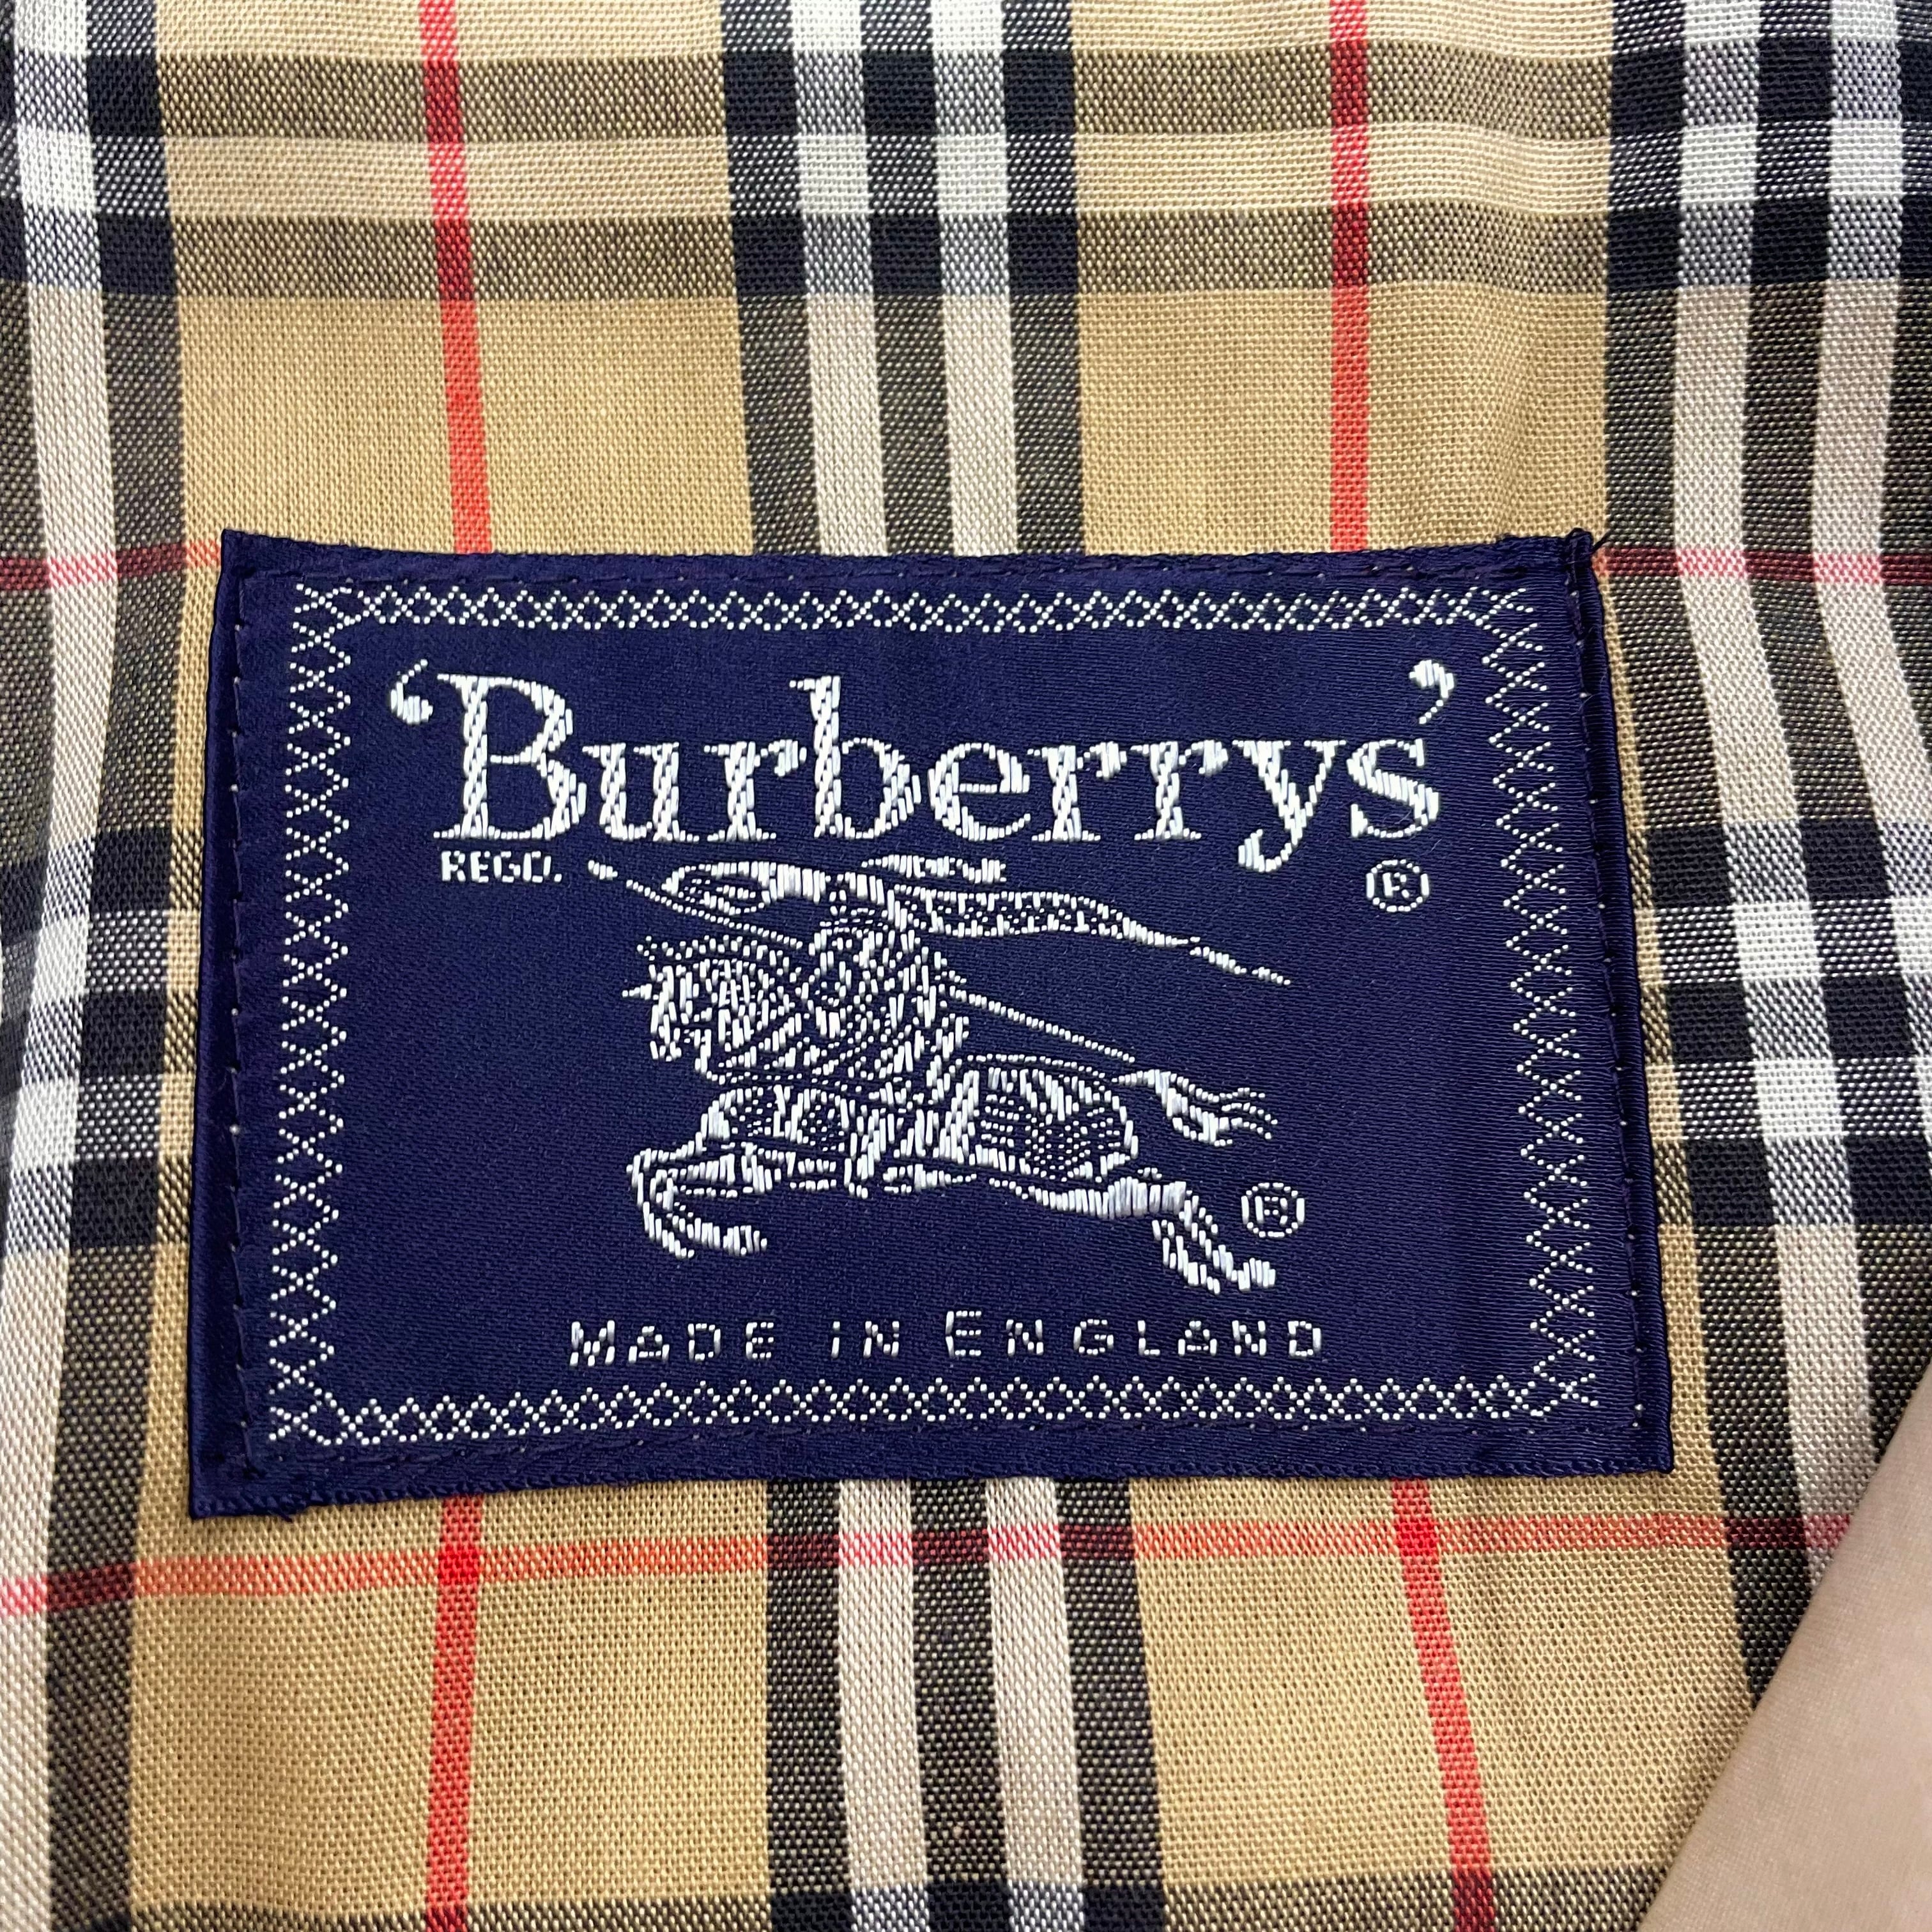 ‘Burberrys’
REGD. ®
®
MADE IN ENGLAND